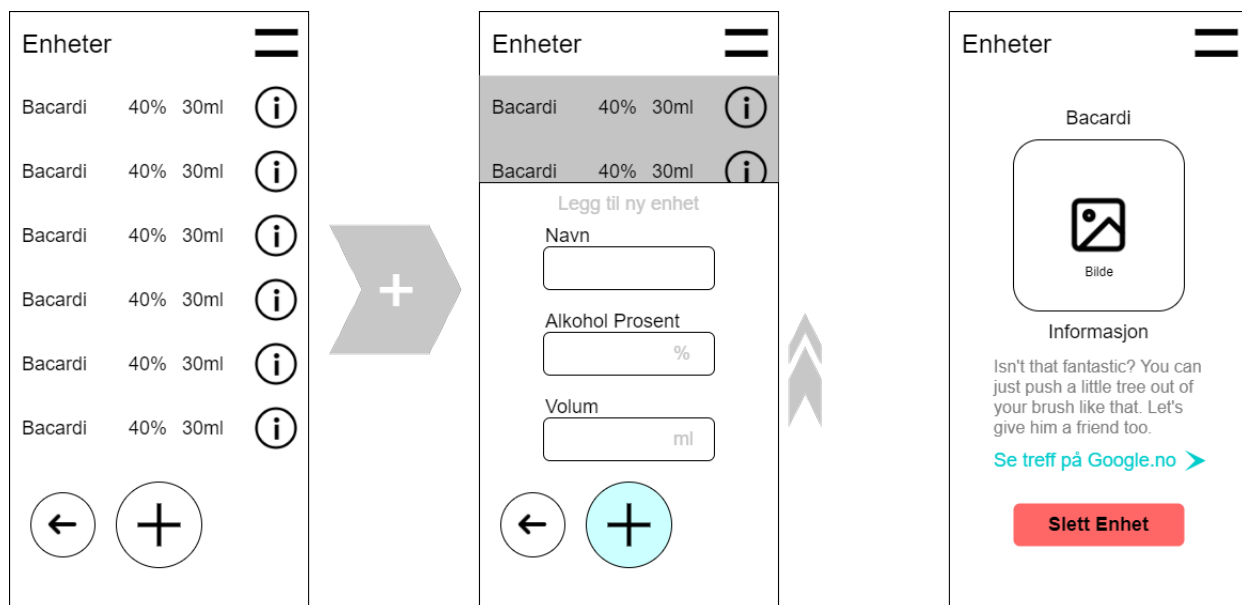 Enheter
Bacardi 40% 30ml
Bacardi 40% 30ml
Bacardi 40% 30ml
Bacardi 40% 30ml
Bacardi 40% 30ml
Bacardi 40% 30ml
Enheter
Bacardi 40% 30ml
Bacardi 40% 30ml
Legg til ny enhet
Navn
Alkohol Prosent
%
Volum
ml
Enheter
Bacardi
Bilde
Informasjon
Isn't that fantastic? You can
just push a little tree out of
your brush like that. Let's
give him a friend too.
Se treff på Google.no
Slett Enhet